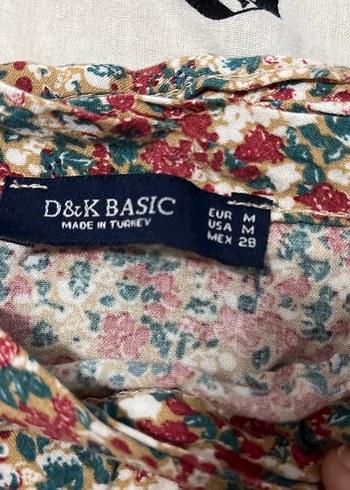 D&K BASIC
MADE IN TURKEY
EUR M
USA M
MEX 28